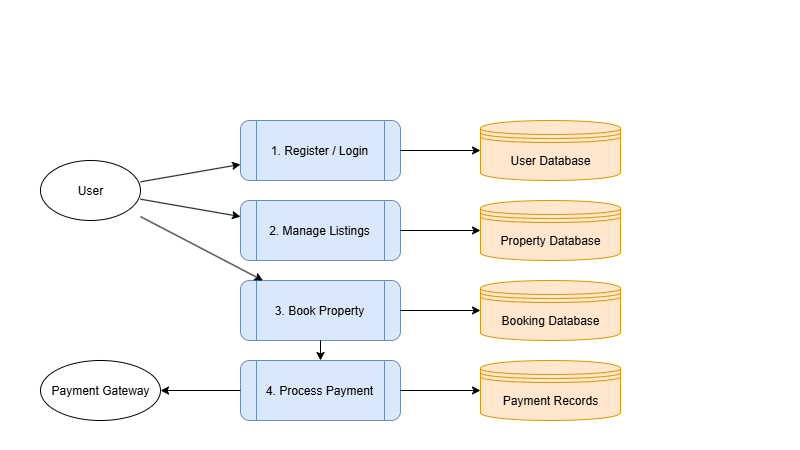 1. Register / Login
User Database
User
2. Manage Listings
Property Database
3. Book Property
Booking Database
Payment Gateway
4. Process Payment
Payment Records